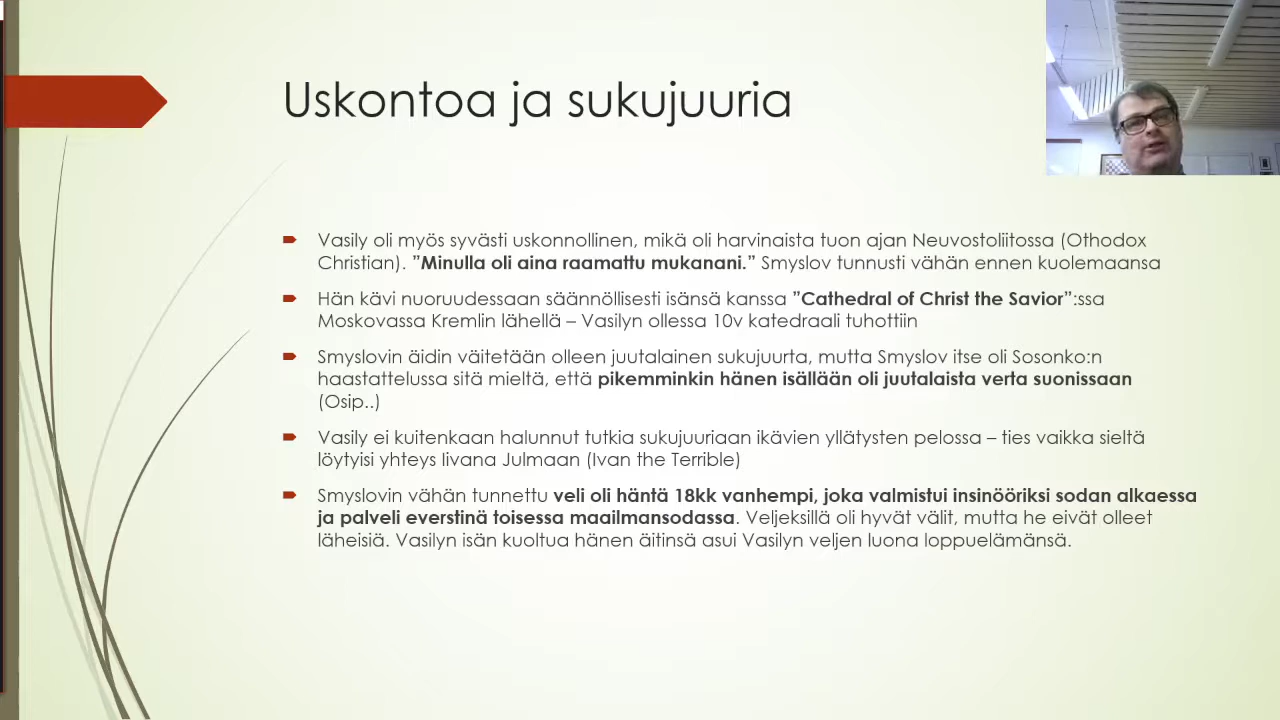 Uskontoa ja sukujuuria
Vasily oli myös syvästi uskonnollinen, mikä oli harvinaista tuon ajan Neuvostoliitossa (Othodox
Christian). ”Minulla oli aina raamattu mukanani.” Smyslov tunnusti vähän ennen kuolemaansa
Hän kävi nuoruudessaan säännöllisesti isänsä kanssa ”Cathedral of Christ the Savior”:ssa
Moskovassa Kremlin lähellä – Vasilyn ollessa 10v katedraali tuhottiin
Smyslovin äidin väitetään olleen juutalainen sukujuurta, mutta Smyslov itse oli Sosonko:n
haastattelussa sitä mieltä, että pikemminkin hänen isällään oli juutalaista verta suonissaan
(Osip..)
Vasily ei kuitenkaan halunnut tutkia sukujuuriaan ikävien yllätysten pelossa – ties vaikka sieltä
löytyisi yhteys Iivana Julmaan (Ivan the Terrible)
Smyslovin vähän tunnettu veli oli häntä 18kk vanhempi, joka valmistui insinööriksi sodan alkaessa
ja palveli everstinä toisessa maailmansodassa. Veljeksillä oli hyvät välit, mutta he eivät olleet
läheisiä. Vasilyn isän kuoltua hänen äitinsä asui Vasilyn veljen luona loppuelämänsä.